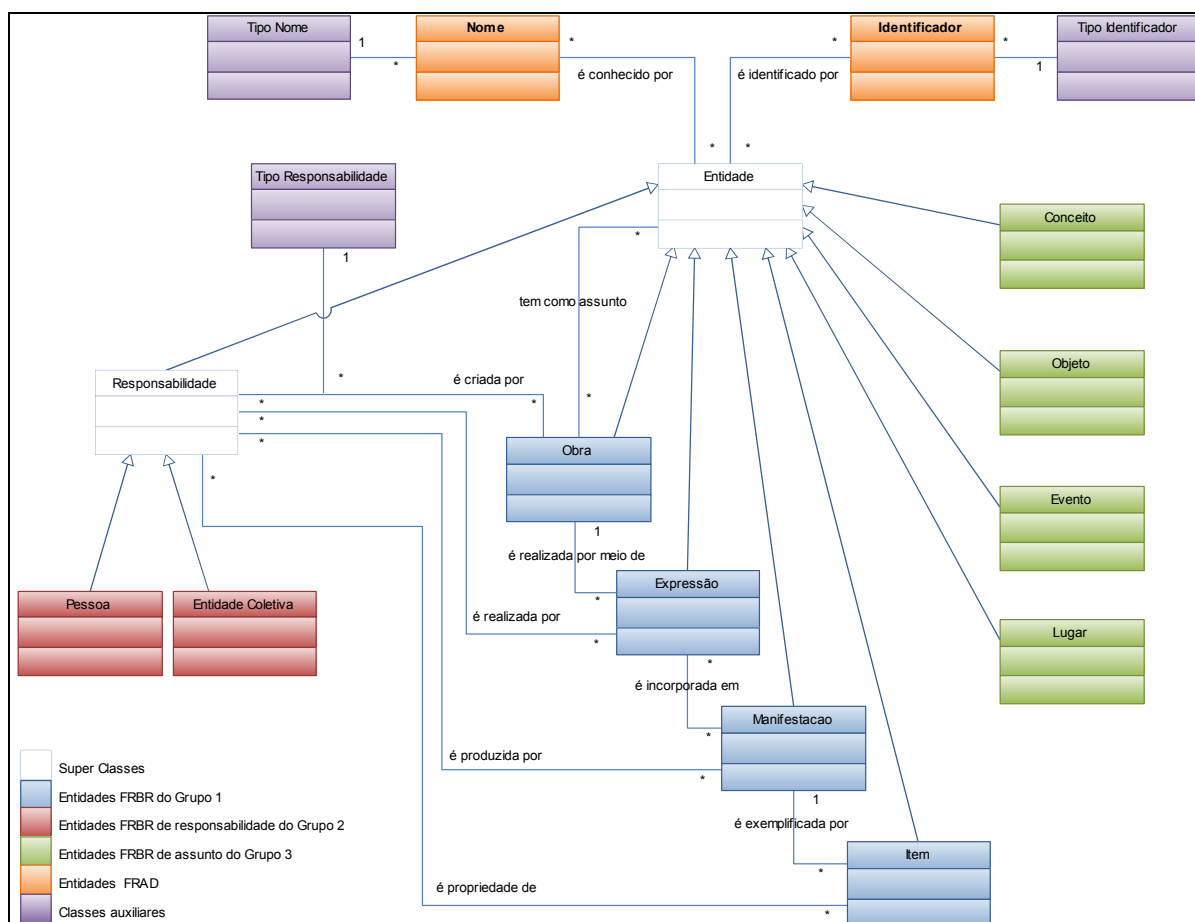 Tipo Nome
1
*
Nome
*
é conhecido por
*
é identificado por
Identificador
*
1
Tipo Identificador
*
*
Entidade
*
Tipo Responsabilidade
1
Conceito
tem como assunto
Objeto
Responsabilidade
*
é criada por
*
*
*
*
*
*
Obra
1
Evento
é realizada por meio de
*
Expressão
*
Pessoa
Entidade Coletiva
é realizada por
*
Lugar
é incorporada em
*
Manifestacao
1
é produzida por
*
é exemplificada por
*
Item
é propriedade de
*
Super Classes
Entidades FRBR do Grupo 1
Entidades FRBR de responsabilidade do Grupo 2
Entidades FRBR de assunto do Grupo 3
Entidades FRAD
Classes auxiliares